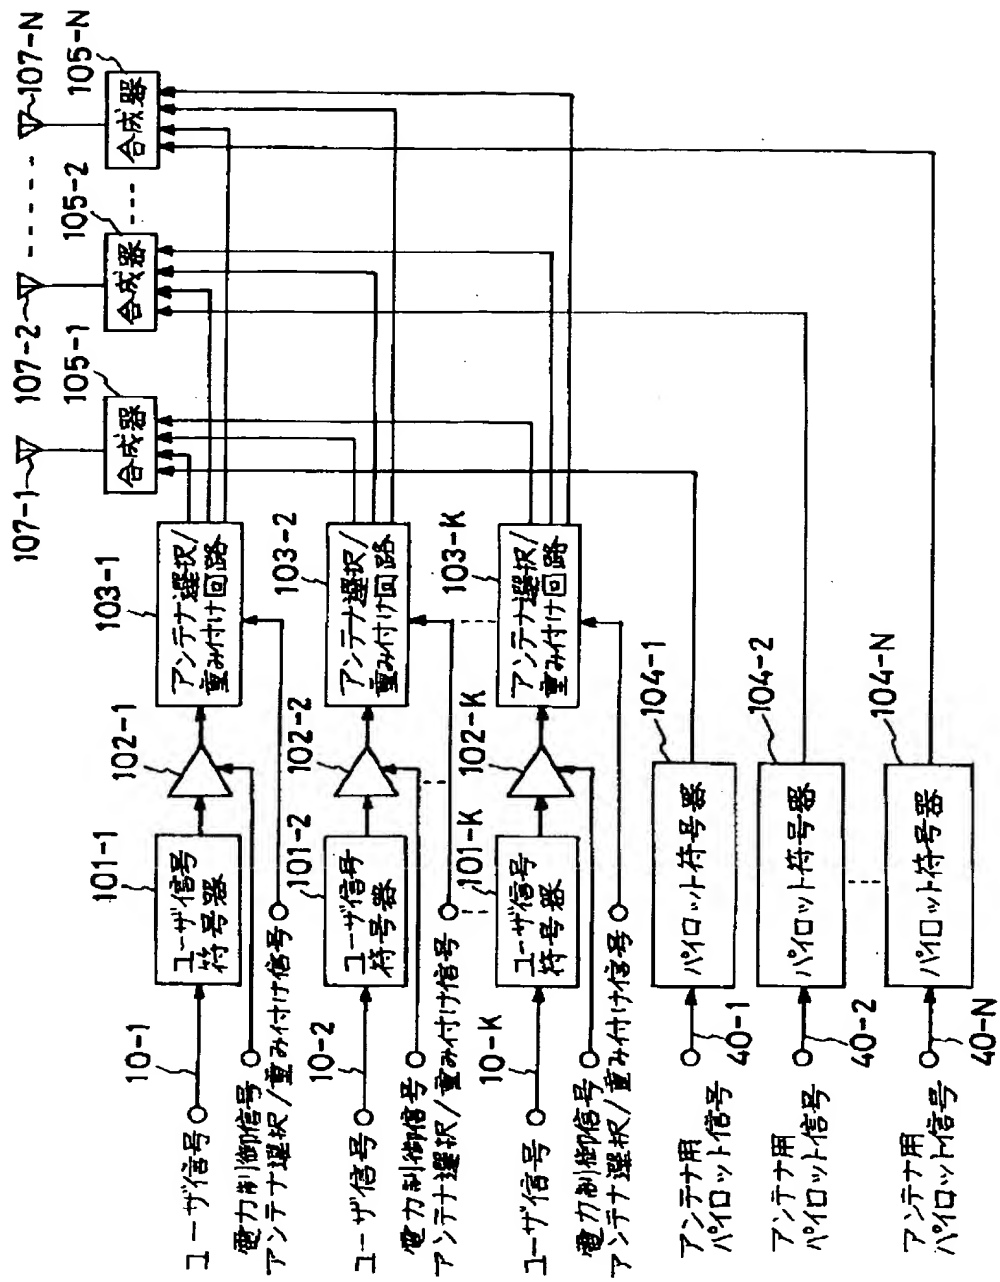 107-1
107-2
107-N
105-1
105-2
105-N
合成器
合成器
合成器
ユーザ信号
10-1
電力制御信号
アンテナ選択/重み付け信号
101-1
ユーザ信号
符号器
102-1
103-1
アンテナ選択/
重み付け回路
ユーザ信号
10-2
電力制御信号
アンテナ選択/重み付け信号
101-2
ユーザ信号
符号器
102-2
103-2
アンテナ選択/
重み付け回路
ユーザ信号
10-K
電力制御信号
アンテナ選択/重み付け信号
101-K
ユーザ信号
符号器
102-K
103-K
アンテナ選択/
重み付け回路
アンテナ用
パイロット信号
40-1
パイロット符号器
104-1
アンテナ用
パイロット信号
40-2
パイロット符号器
104-2
アンテナ用
パイロット信号
40-N
パイロット符号器
104-N